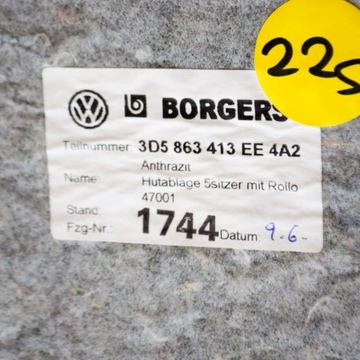 22
BORGERS
Teilnummer: 3D5 863 413 EE 4A2
Anthrazit
Name: Hutablage 5sitzer mit Rollo
47001
Stand:
Fzg-Nr.: 1744 Datum: 9.6-